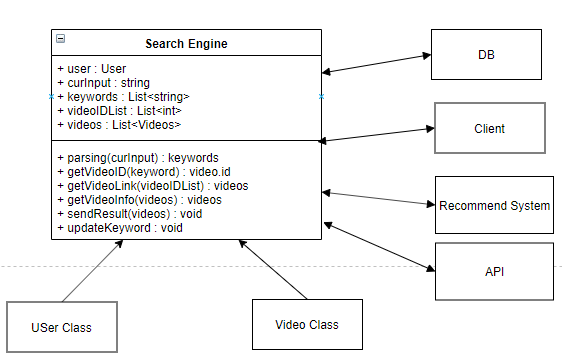 Search Engine
+ user : User
+ curInput : string
+ keywords : List<string>
+ videoIDList : List<int>
+ videos : List<Videos>
+ parsing(curInput) : keywords
+ getVideoID(keyword) : video.id
+ getVideoLink(videoIDList) : videos
+ getVideoInfo(videos) : videos
+ sendResult(videos) : void
+ updateKeyword : void
DB
Client
Recommend System
API
USer Class
Video Class